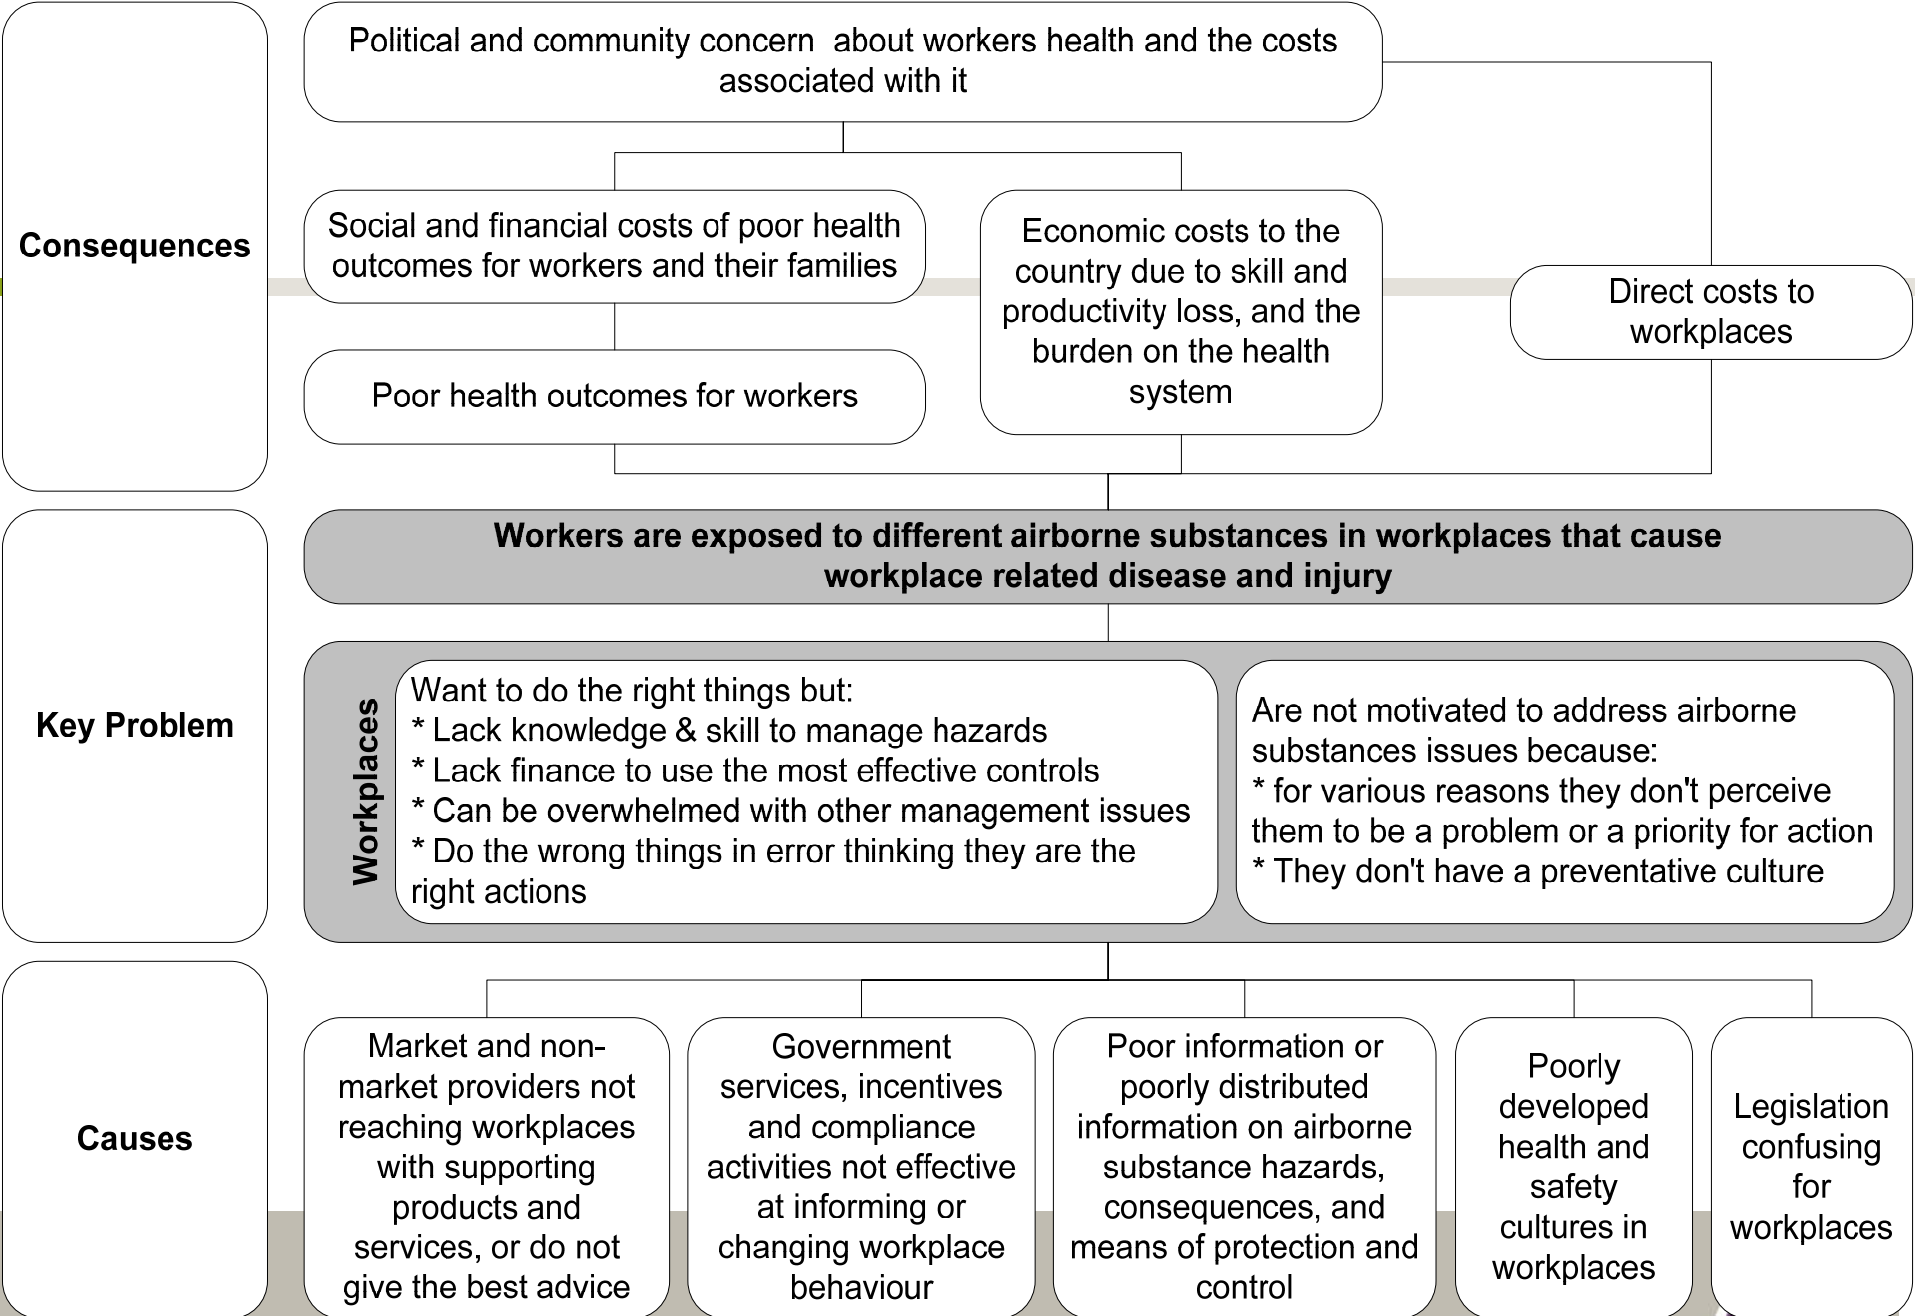 Consequences
Political and community concern  about workers health and the costs
associated with it
Social and financial costs of poor health
outcomes for workers and their families
Economic costs to the
country due to skill and
productivity loss, and the
burden on the health
system
Direct costs to
workplaces
Poor health outcomes for workers
Key Problem
Workers are exposed to different airborne substances in workplaces that cause
workplace related disease and injury
Workplaces
Want to do the right things but:
* Lack knowledge & skill to manage hazards
* Lack finance to use the most effective controls
* Can be overwhelmed with other management issues
* Do the wrong things in error thinking they are the
right actions
Are not motivated to address airborne
substances issues because:
* for various reasons they don't perceive
them to be a problem or a priority for action
* They don't have a preventative culture
Causes
Market and non-
market providers not
reaching workplaces
with supporting
products and
services, or do not
give the best advice
Government
services, incentives
and compliance
activities not effective
at informing or
changing workplace
behaviour
Poor information or
poorly distributed
information on airborne
substance hazards,
consequences, and
means of protection and
control
Poorly
developed
health and
safety
cultures in
workplaces
Legislation
confusing
for
workplaces